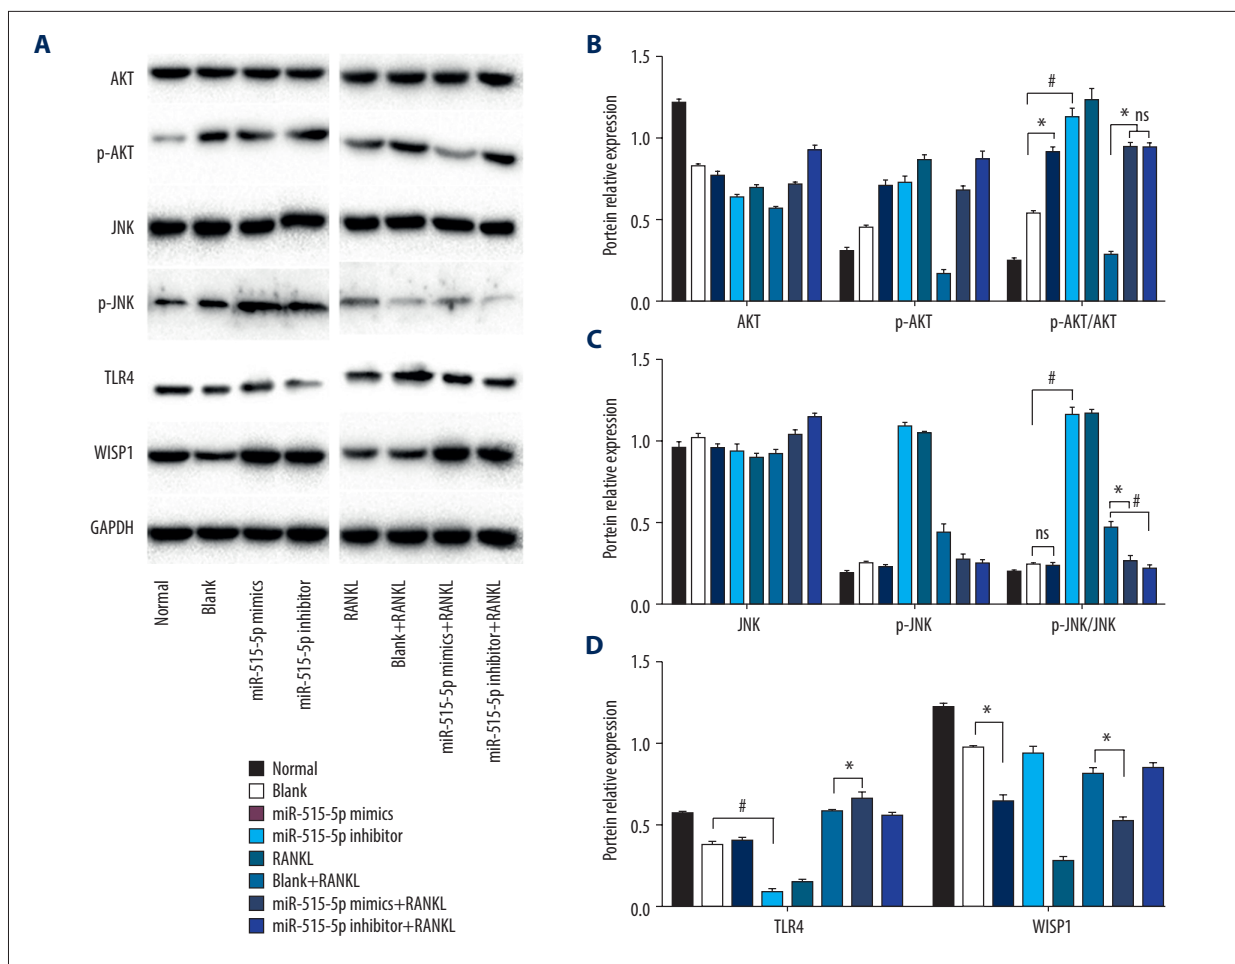 A
AKT
p-AKT
JNK
p-JNK
TLR4
WISP1
GAPDH
Normal
Blank
miR-515-5p mimics
miR-515-5p inhibitor
RANKL
Blank+RANKL
miR-515-5p mimics+RANKL
miR-515-5p inhibitor+RANKL
Normal
Blank
miR-515-5p mimics
miR-515-5p inhibitor
RANKL
Blank+RANKL
miR-515-5p mimics+RANKL
miR-515-5p inhibitor+RANKL
B
Portein relative expression
1.5
1.0
0.5
0.0
#
*
* ns
AKT
p-AKT
p-AKT/AKT
C
Portein relative expression
1.5
1.0
0.5
0.0
#
ns
*
#
JNK
p-JNK
p-JNK/JNK
D
Portein relative expression
1.5
1.0
0.5
0.0
#
*
*
*
TLR4
WISP1